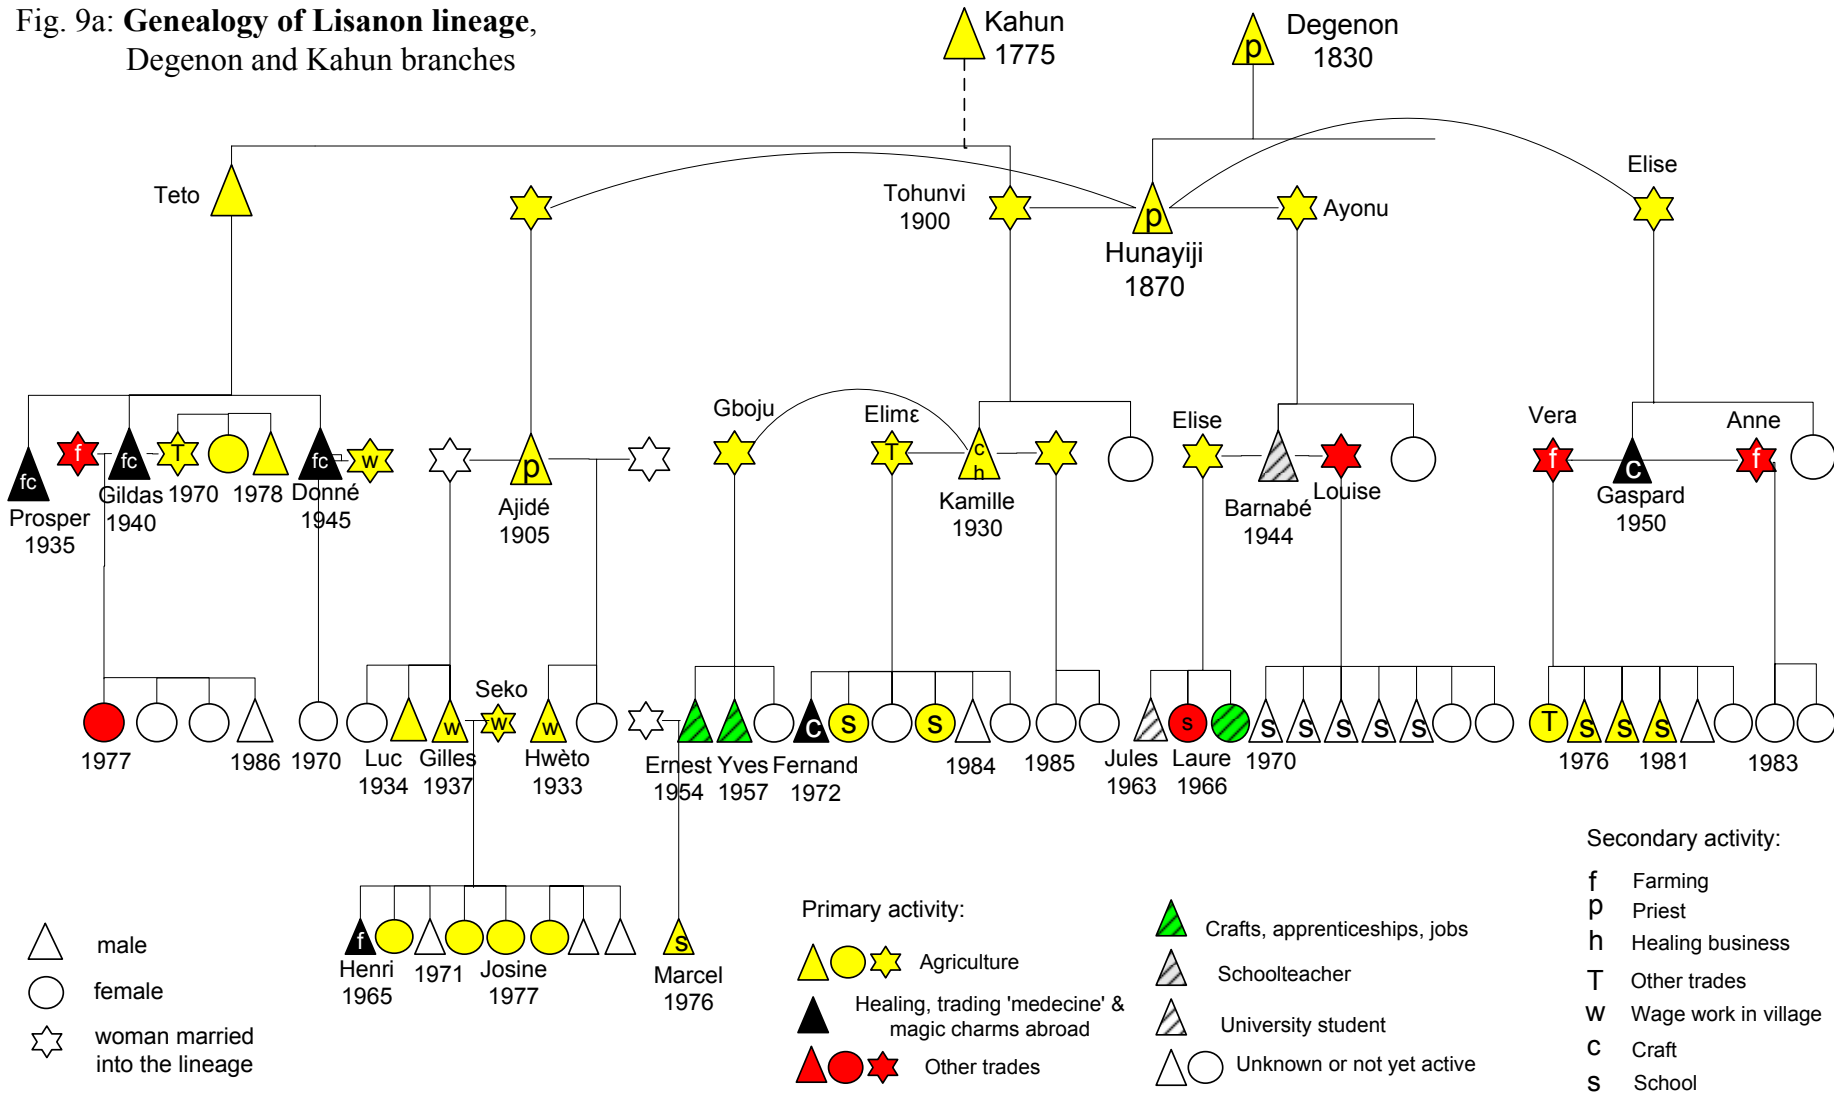 Fig. 9a: Genealogy of Lisanon lineage,
Degenon and Kahun branches
Kahun
1775
Degenon
1830
p
Teto
Tohunvi
1900
p
Hunayiji
1870
Ayonu
Elise
fc
Prosper
1935
f
fc
Gildas
1940
T
1970
1978
fc
Donné
1945
w
p
Ajidé
1905
Gboju
Elimɛ
T
c
h
Kamille
1930
Elise
Barnabé
1944
Louise
Vera
f
c
Gaspard
1950
Anne
f
1977
1986
1970
Luc
1934
w
Gilles
1937
Seko
w
w
Hwèto
1933
Ernest
1954
Yves
1957
c
Fernand
1972
s
s
1984
1985
Jules
1963
s
Laure
1966
s
s
s
s
s
1970
T
s
s
s
1976
1981
1983
f
Henri
1965
1971
Josine
1977
s
Marcel
1976
male
female
woman married
into the lineage
Primary activity:
Agriculture
Healing, trading 'medecine' &
magic charms abroad
Other trades
Crafts, apprenticeships, jobs
Schoolteacher
University student
Unknown or not yet active
Secondary activity:
f Farming
p Priest
h Healing business
T Other trades
w Wage work in village
c Craft
s School